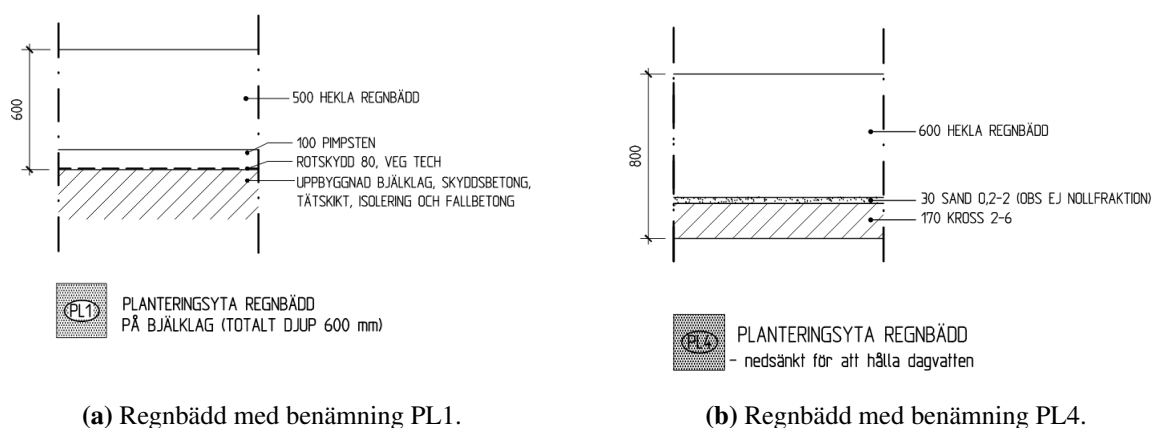 600
500 HEKLA REGNBÄDD
100 PIMPSTEN
ROTSKYDD 80, VEG TECH
UPPBYGGNAD BJÄLKLAG, SKYDDSBETONG,
TÄTSKIKT, ISOLERING OCH FALLBETONG
PL1
PLANTERINGSYTA REGNBÄDD
PÅ BJÄLKLAG (TOTALT DJUP 600 mm)
(a) Regnbädd med benämning PL1.
800
600 HEKLA REGNBÄDD
30 SAND 0,2-2 (OBS EJ NOLLFRAKTION)
170 KROSS 2-6
PL4
PLANTERINGSYTA REGNBÄDD
- nedsänkt för att hålla dagvatten
(b) Regnbädd med benämning PL4.